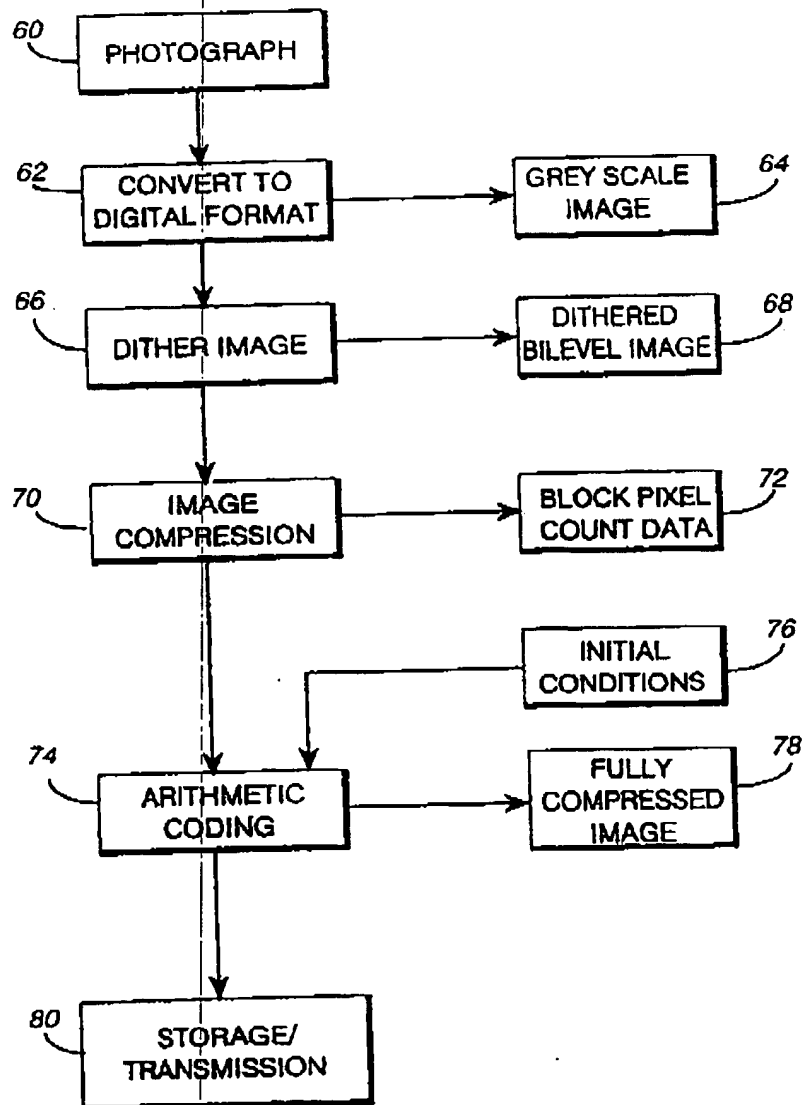 60
PHOTOGRAPH
62
CONVERT TO
DIGITAL FORMAT
GREY SCALE
IMAGE
64
66
DITHER IMAGE
DITHERED
BILEVEL IMAGE
68
70
IMAGE
COMPRESSION
BLOCK PIXEL
COUNT DATA
72
INITIAL
CONDITIONS
76
74
ARITHMETIC
CODING
FULLY
COMPRESSED
IMAGE
78
80
STORAGE/
TRANSMISSION